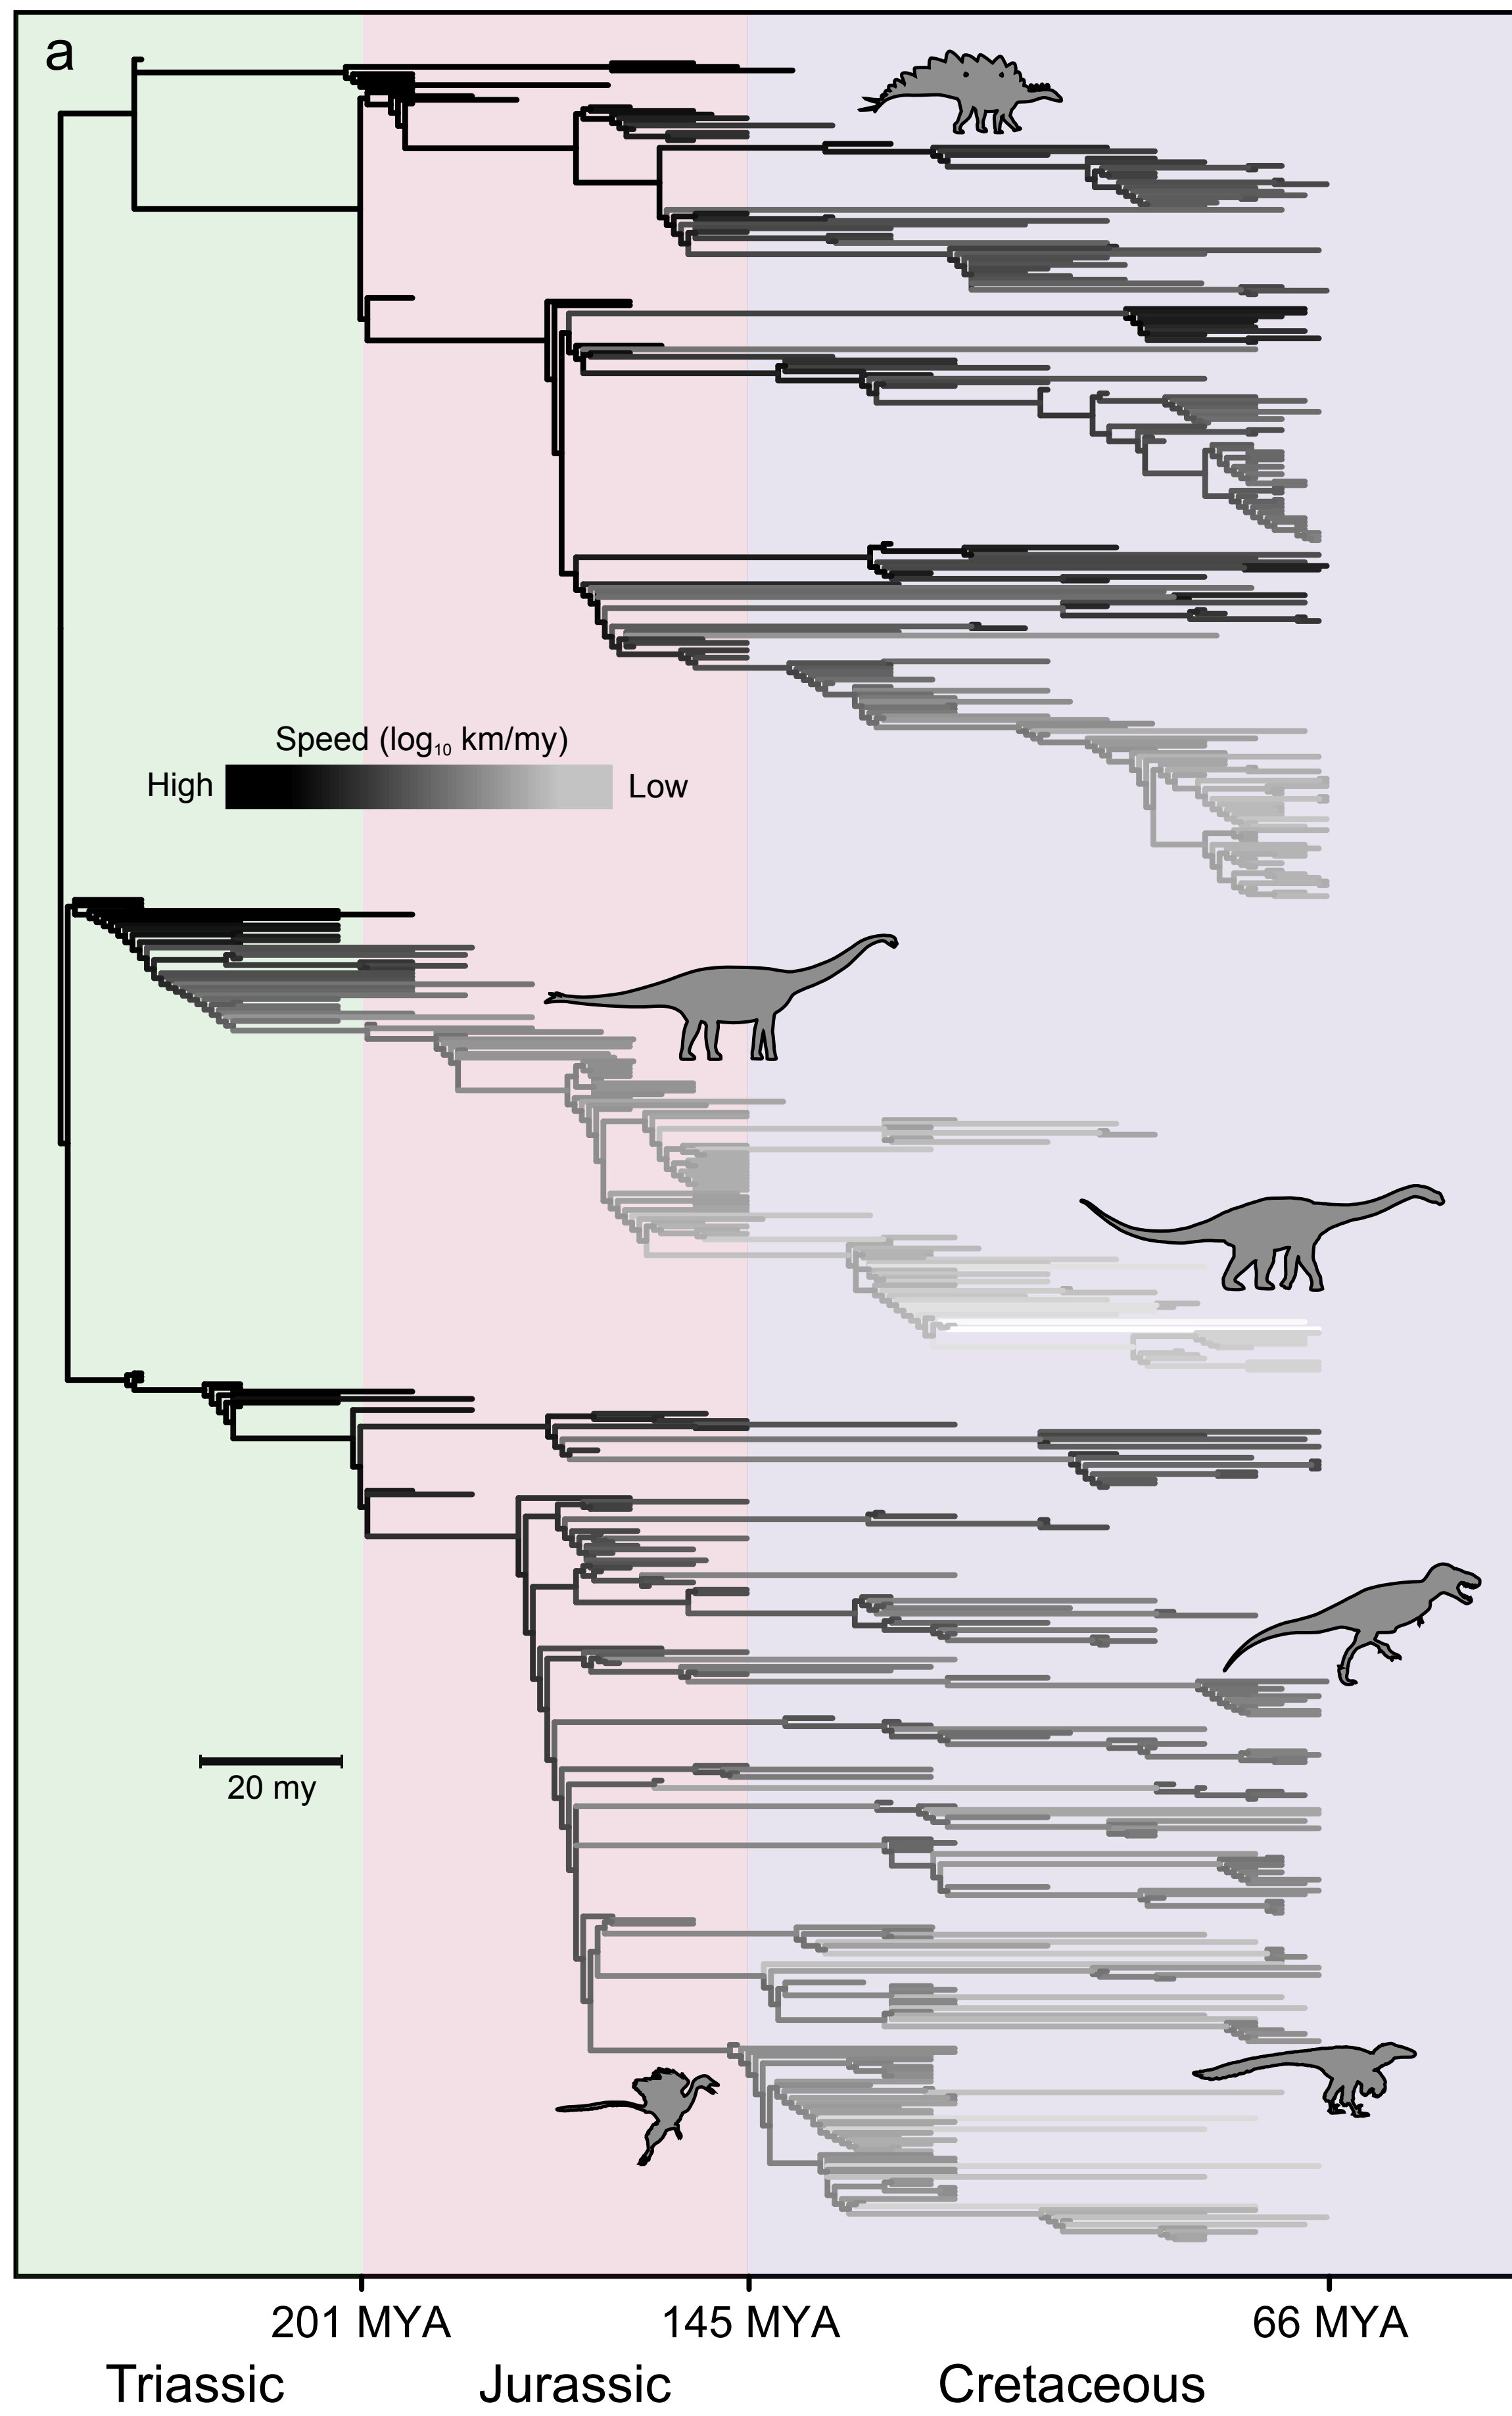 a
Speed (log₁₀ km/my)
High Low
20 my
201 MYA 145 MYA 66 MYA
Triassic Jurassic Cretaceous